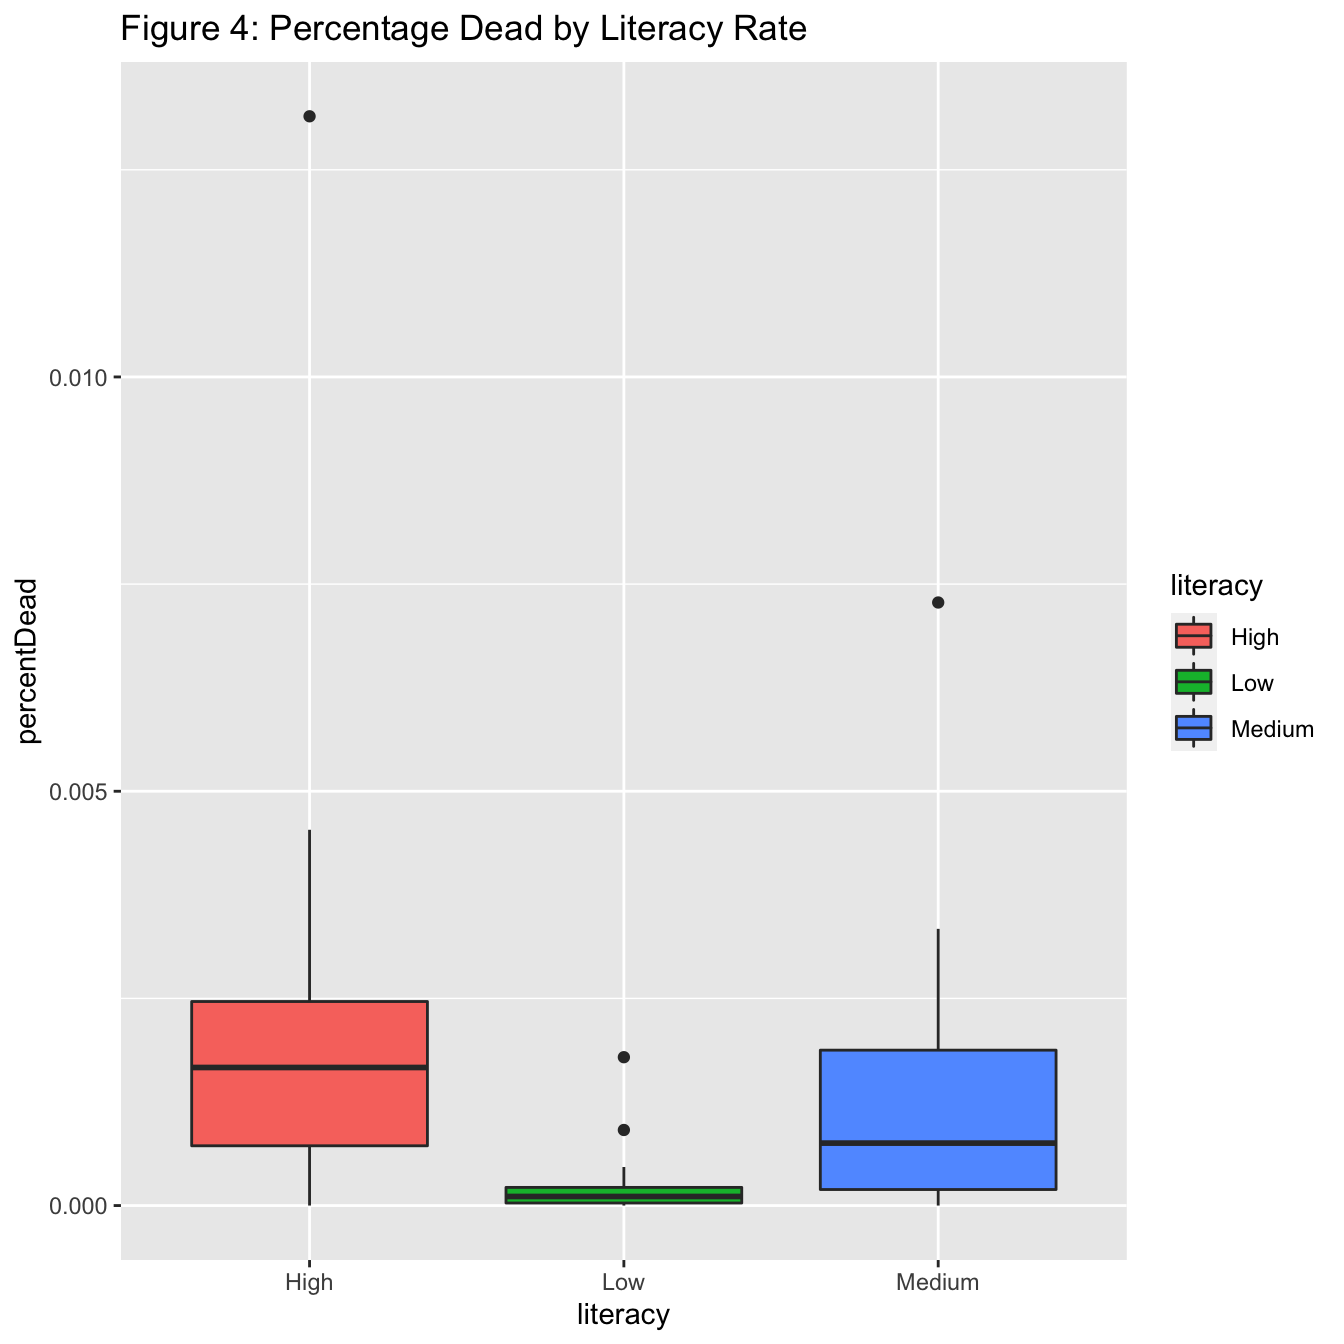 Figure 4: Percentage Dead by Literacy Rate
percentDead
0.010
0.005
0.000
High
Low
Medium
literacy
literacy
High
Low
Medium